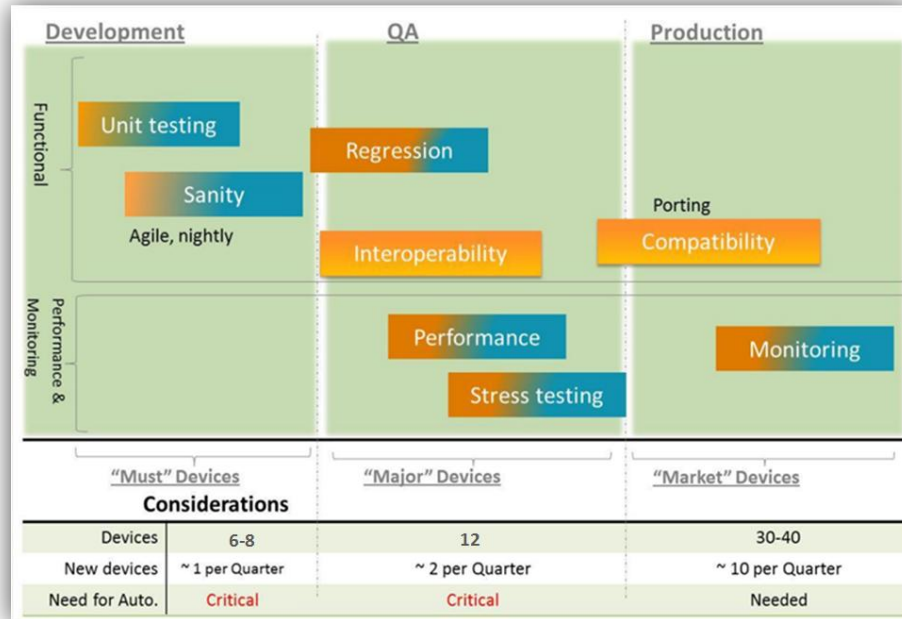 Development
QA
Production
Functional
Unit testing
Regression
Sanity
Agile, nightly
Porting
Interoperability
Compatibility
Performance &
Monitoring
Performance
Monitoring
Stress testing
“Must” Devices
“Major” Devices
“Market” Devices
Considerations
Devices 6-8 12 30-40
New devices ~ 1 per Quarter ~ 2 per Quarter ~ 10 per Quarter
Need for Auto. Critical Critical Needed